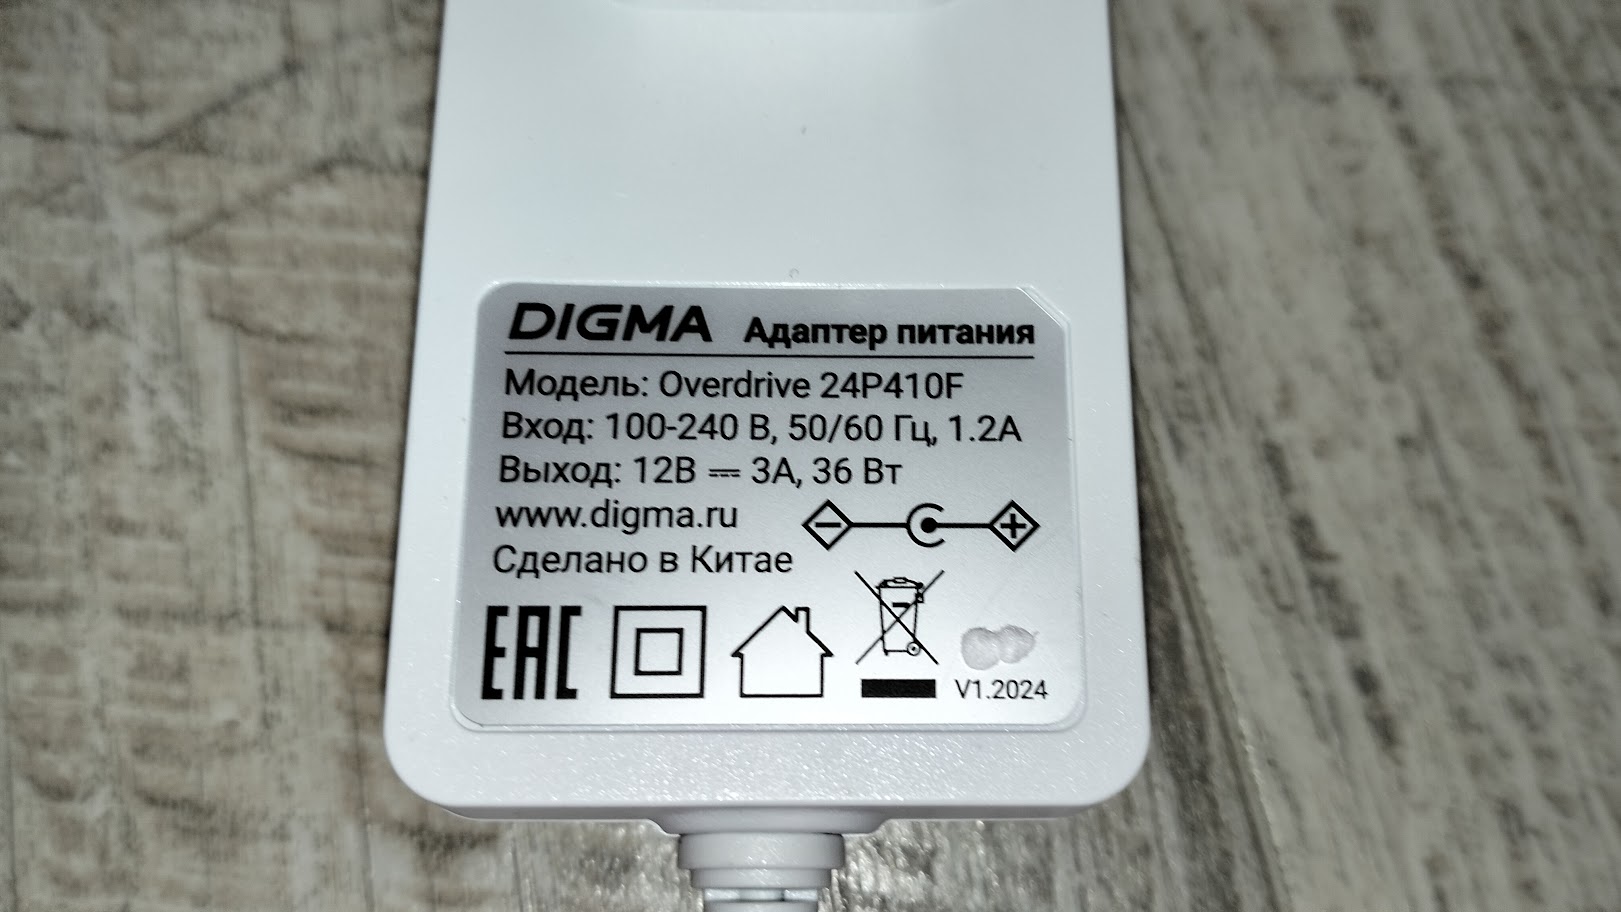 DIGMA Адаптер питания
Модель: Overdrive 24P410F
Вход: 100-240 В, 50/60 Гц, 1.2А
Выход: 12В ⎓ 3А, 36 Вт
www.digma.ru
Сделано в Китае
EAC
V1.2024